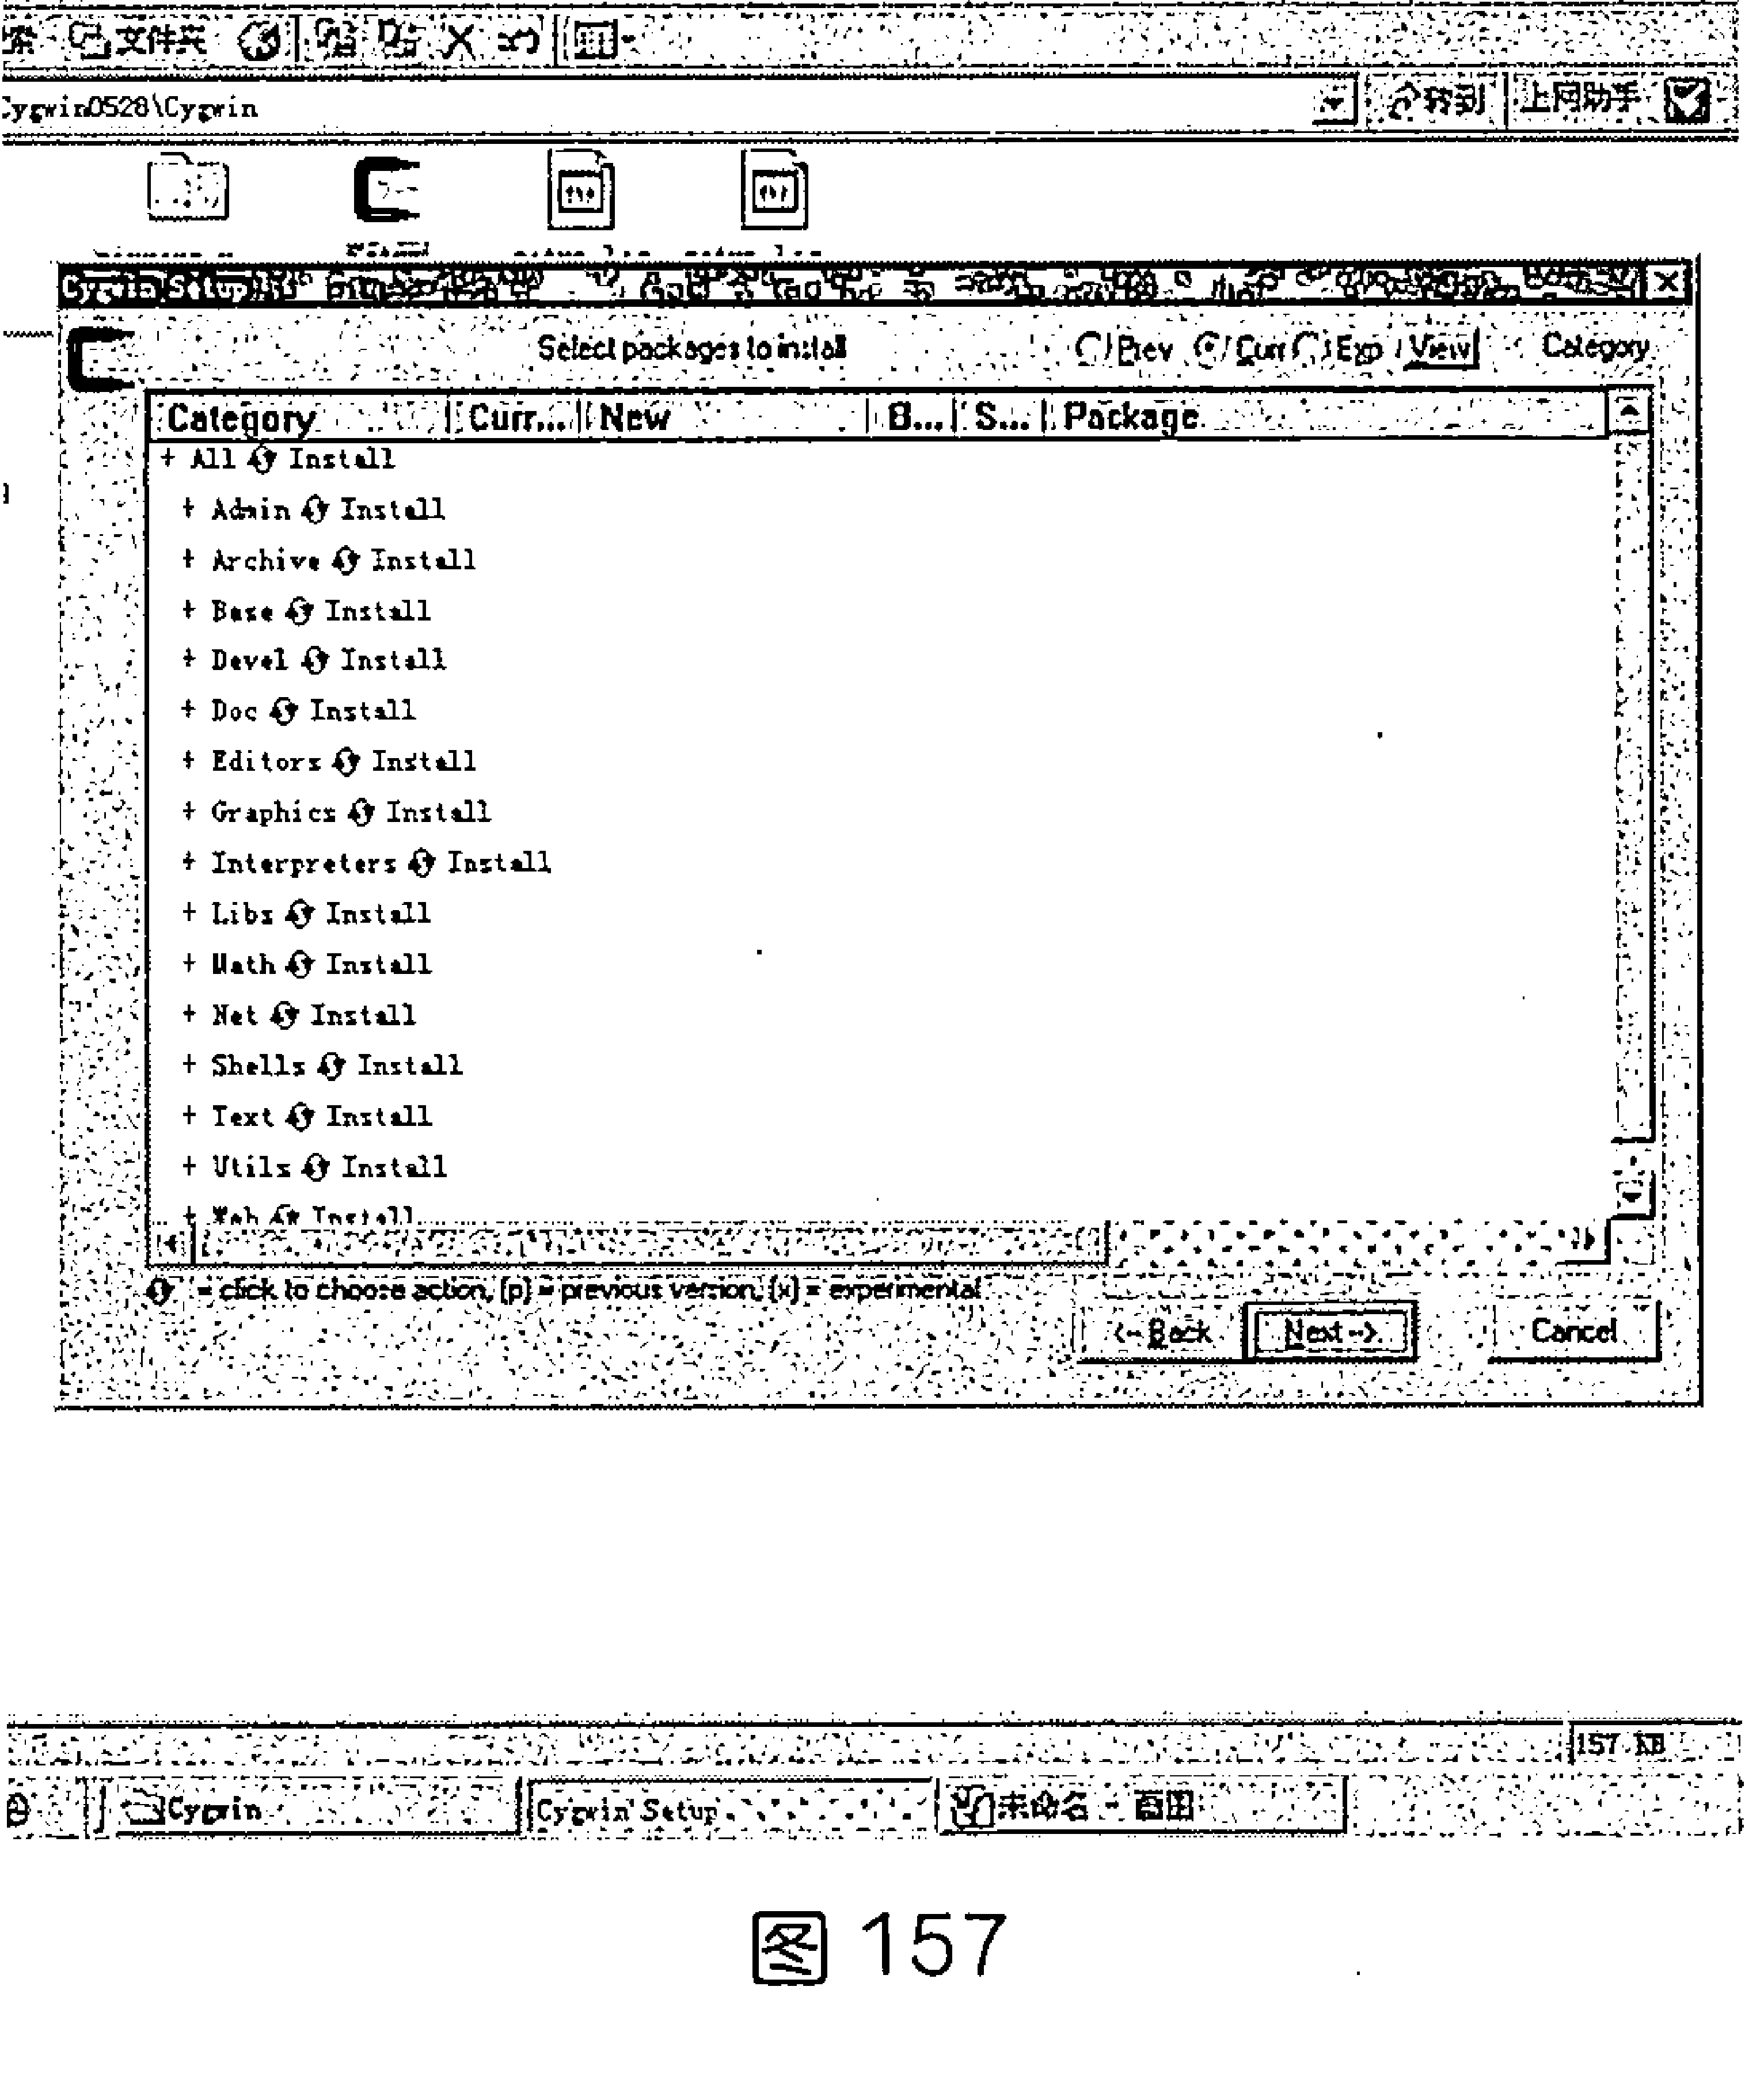 文件夹
Cygwin0528\Cygwin
转到 上网助手
Cygwin Setup
Select packages to install Prev Curr Exp View Category
Category Curr... New B... S... Package
+ All Install
+ Admin Install
+ Archive Install
+ Base Install
+ Devel Install
+ Doc Install
+ Editors Install
+ Graphics Install
+ Interpreters Install
+ Libs Install
+ Math Install
+ Net Install
+ Shells Install
+ Text Install
+ Utils Install
+ Web Install
= click to choose action, (p) = previous version, (x) = experimental
<- Back Next -> Cancel
157 KB
Cygwin Cygwin Setup 未命名 - 画图
图 157